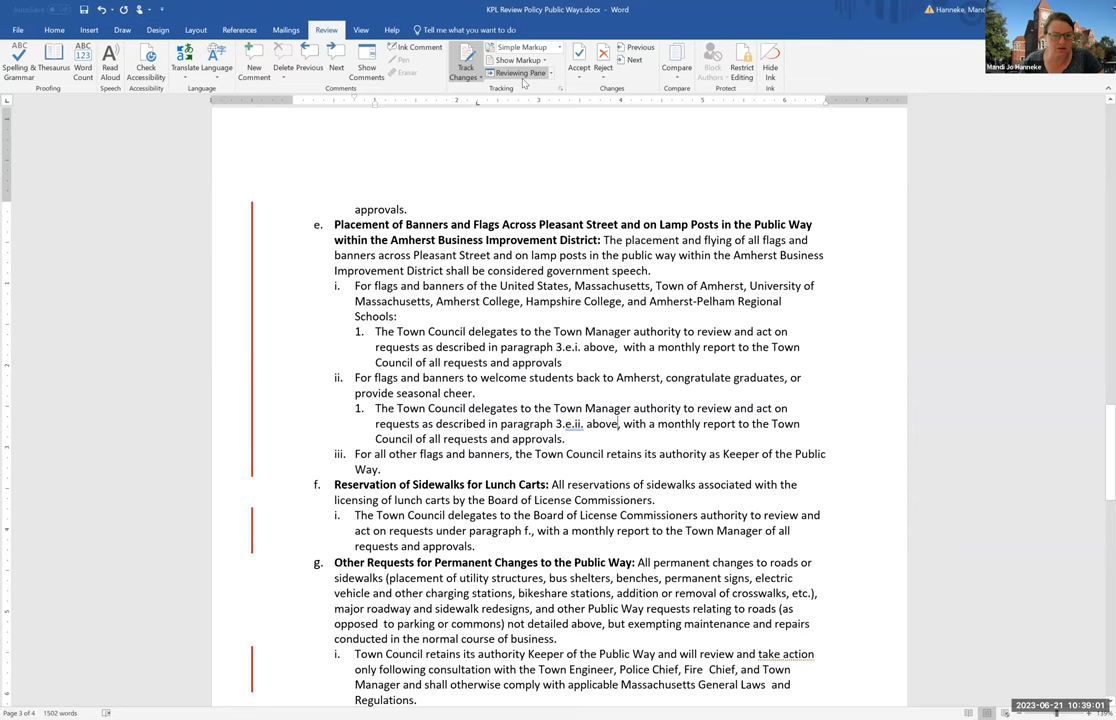 AutoSave
KPL Review Policy Public Ways.docx - Word
Hanneke, Mand
File Home Insert Draw Design Layout References Mailings Review View Help Tell me what you want to do
Spelling & Grammar
Thesaurus
Word Count
Read Aloud
Check Accessibility
Translate
Language
New Comment
Delete
Previous
Next
Show Comments
Ink Comment
Pen
Eraser
Track Changes
Simple Markup
Show Markup
Reviewing Pane
Accept
Reject
Previous
Next
Compare
Block Authors
Restrict Editing
Hide Ink
Proofing Speech Accessibility Language Comments Tracking Changes Compare Protect Ink
Mandi Jo Hanneke
approvals.
e. Placement of Banners and Flags Across Pleasant Street and on Lamp Posts in the Public Way
within the Amherst Business Improvement District: The placement and flying of all flags and
banners across Pleasant Street and on lamp posts in the public way within the Amherst Business
Improvement District shall be considered government speech.
i. For flags and banners of the United States, Massachusetts, Town of Amherst, University of
Massachusetts, Amherst College, Hampshire College, and Amherst-Pelham Regional
Schools:
1. The Town Council delegates to the Town Manager authority to review and act on
requests as described in paragraph 3.e.i. above, with a monthly report to the Town
Council of all requests and approvals
ii. For flags and banners to welcome students back to Amherst, congratulate graduates, or
provide seasonal cheer.
1. The Town Council delegates to the Town Manager authority to review and act on
requests as described in paragraph 3.e.ii. above, with a monthly report to the Town
Council of all requests and approvals.
iii. For all other flags and banners, the Town Council retains its authority as Keeper of the Public
Way.
f. Reservation of Sidewalks for Lunch Carts: All reservations of sidewalks associated with the
licensing of lunch carts by the Board of License Commissioners.
i. The Town Council delegates to the Board of License Commissioners authority to review and
act on requests under paragraph f., with a monthly report to the Town Manager of all
requests and approvals.
g. Other Requests for Permanent Changes to the Public Way: All permanent changes to roads or
sidewalks (placement of utility structures, bus shelters, benches, permanent signs, electric
vehicle and other charging stations, bikeshare stations, addition or removal of crosswalks, etc.),
major roadway and sidewalk redesigns, and other Public Way requests relating to roads (as
opposed to parking or commons) not detailed above, but exempting maintenance and repairs
conducted in the normal course of business.
i. Town Council retains its authority Keeper of the Public Way and will review and take action
only following consultation with the Town Engineer, Police Chief, Fire Chief, and Town
Manager and shall otherwise comply with applicable Massachusetts General Laws and
Regulations.
Page 3 of 4 1502 words
2023-06-21 10:39:01